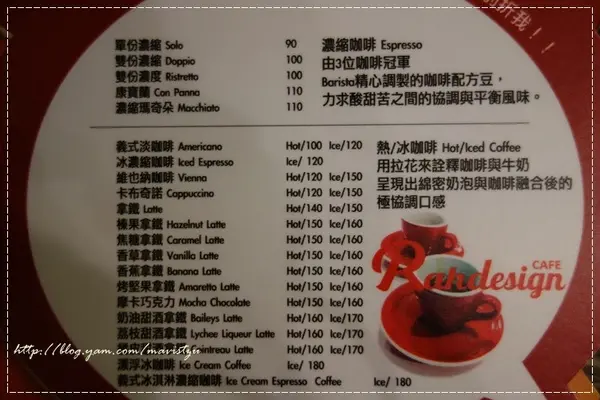 別折我！！
單份濃縮 Solo 90
雙份濃縮 Doppio 100
雙份濃度 Ristretto 100
康寶蘭 Con Panna 110
濃縮瑪奇朵 Macchiato 110
濃縮咖啡 Espresso
由3位咖啡冠軍
Barista精心調製的咖啡配方豆，
力求酸甜苦之間的協調與平衡風味。
義式淡咖啡 Americano Hot/100 Ice/120
冰濃縮咖啡 Iced Espresso Ice/ 120
維也納咖啡 Vienna Hot/120 Ice/150
卡布奇諾 Cappuccino Hot/120 Ice/150
拿鐵 Latte Hot/140 Ice/150
榛果拿鐵 Hazelnut Latte Hot/150 Ice/160
焦糖拿鐵 Caramel Latte Hot/150 Ice/160
香草拿鐵 Vanilla Latte Hot/150 Ice/160
香蕉拿鐵 Banana Latte Hot/150 Ice/160
烤堅果拿鐵 Amaretto Latte Hot/150 Ice/160
摩卡巧克力 Mocha Chocolate Hot/150 Ice/160
奶油甜酒拿鐵 Baileys Latte Hot/160 Ice/170
荔枝甜酒拿鐵 Lychee Liqueur Latte Hot/160 Ice/170
甜酒拿鐵 Cointreau Latte Hot/160 Ice/170
漂浮冰咖啡 Ice Cream Coffee Ice/ 180
義式冰淇淋濃縮咖啡 Ice Cream Espresso Coffee Ice/ 180
熱/冰咖啡 Hot/Iced Coffee
用拉花來詮釋咖啡與牛奶
呈現出綿密奶泡與咖啡融合後的
極協調口感
CAFE
Rahdesign
http://blog.yam.com/mavistyu